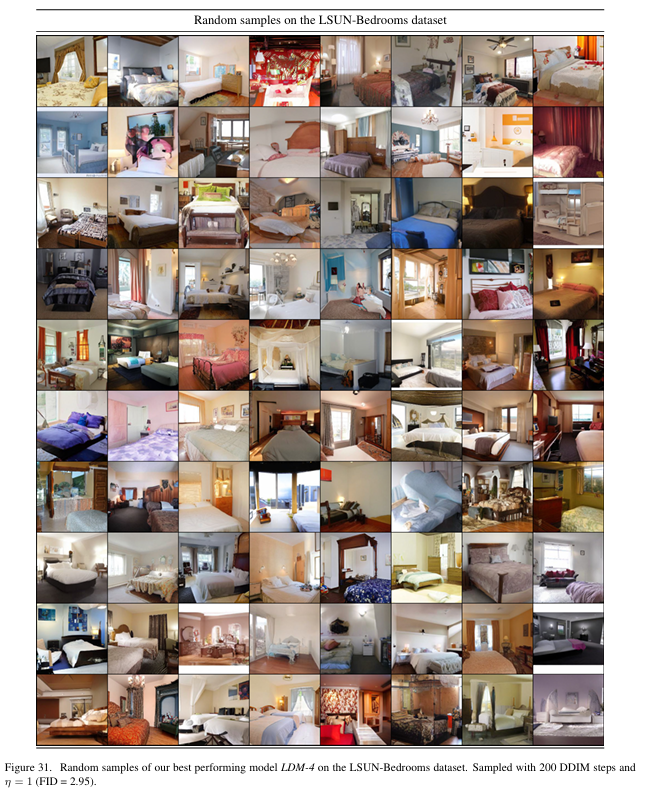 Random samples on the LSUN-Bedrooms dataset
Figure 31. Random samples of our best performing model LDM-4 on the LSUN-Bedrooms dataset. Sampled with 200 DDIM steps and
η = 1 (FID = 2.95).